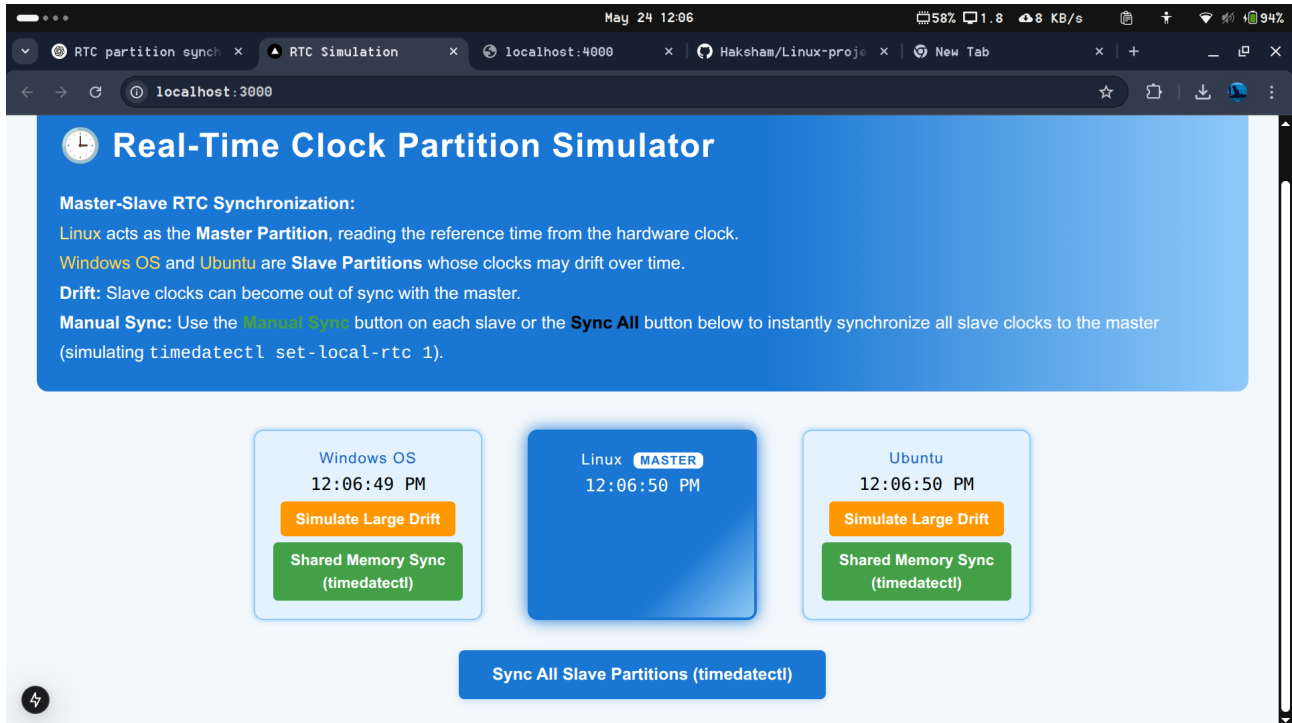 May 24 12:06
58% 1.8 8 KB/s 94%
RTC partition synch
RTC Simulation
localhost:4000
Haksham/Linux-proje
New Tab
localhost:3000
Real-Time Clock Partition Simulator
Master-Slave RTC Synchronization:
Linux acts as the Master Partition, reading the reference time from the hardware clock.
Windows OS and Ubuntu are Slave Partitions whose clocks may drift over time.
Drift: Slave clocks can become out of sync with the master.
Manual Sync: Use the Manual Sync button on each slave or the Sync All button below to instantly synchronize all slave clocks to the master
(simulating timedatectl set-local-rtc 1).
Windows OS
12:06:49 PM
Simulate Large Drift
Shared Memory Sync
(timedatectl)
Linux MASTER
12:06:50 PM
Ubuntu
12:06:50 PM
Simulate Large Drift
Shared Memory Sync
(timedatectl)
Sync All Slave Partitions (timedatectl)